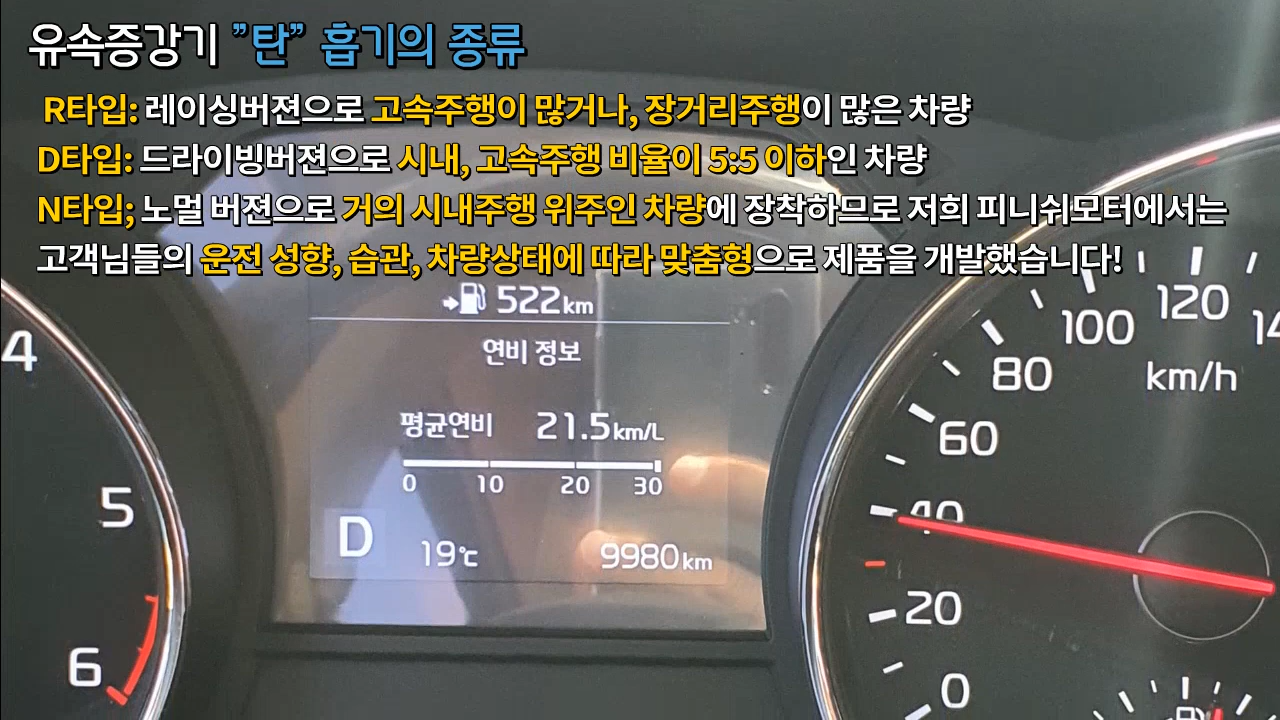 유속증강기 "탄" 흡기의 종류
R타입: 레이싱버젼으로 고속주행이 많거나, 장거리주행이 많은 차량
D타입: 드라이빙버젼으로 시내, 고속주행 비율이 5:5 이하인 차량
N타입; 노멀 버젼으로 거의 시내주행 위주인 차량에 장착하므로 저희 피니쉬모터에서는
고객님들의 운전 성향, 습관, 차량상태에 따라 맞춤형으로 제품을 개발했습니다!
522km
연비 정보
평균연비 21.5km/L
0 10 20 30
D 19℃ 9980km
4
5
6
120
100
80
km/h
60
40
20
0